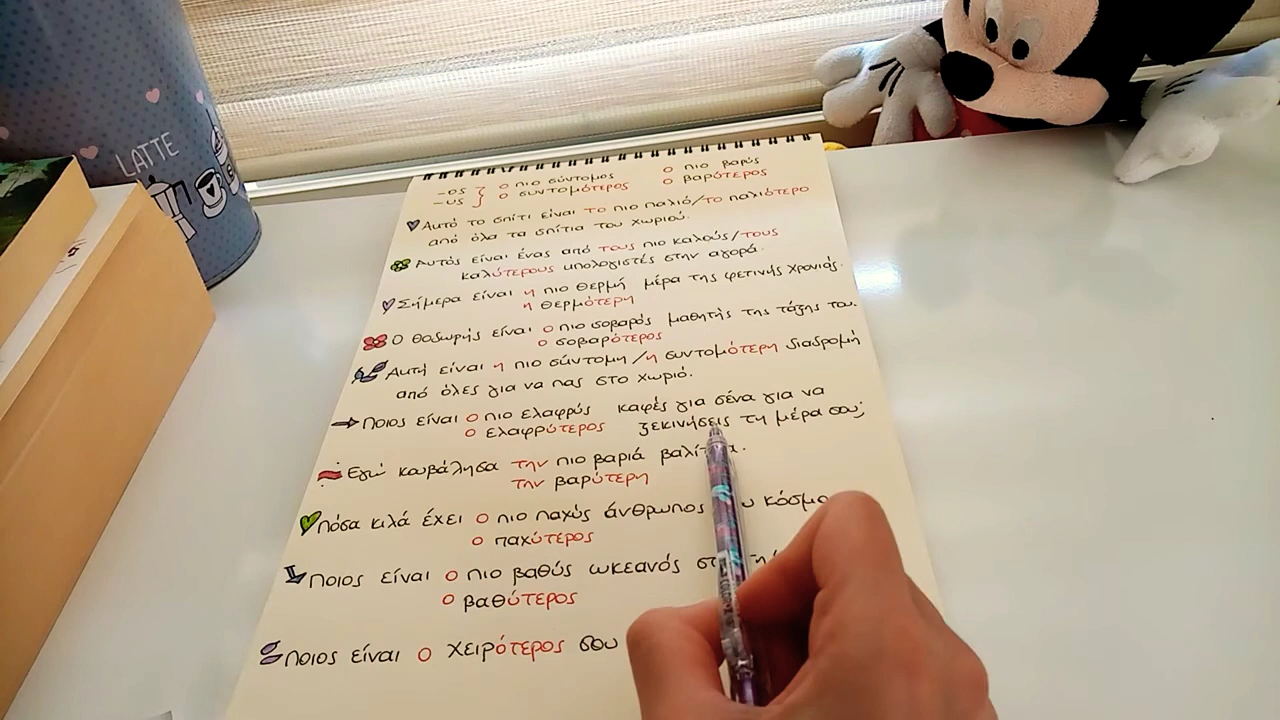 LATTE
-ος } ο πιο σύντομος ο πιο βαρύς
-υς ο συντομότερος ο βαρύτερος
Αυτό το σπίτι είναι το πιο παλιό/το παλιότερο
από όλα τα σπίτια του χωριού.
Αυτός είναι ένας από τους πιο καλούς/τους
καλύτερους υπολογιστές στην αγορά.
Σήμερα είναι η πιο θερμή μέρα της φετινής χρονιάς.
η θερμότερη
Ο Θοδωρής είναι ο πιο σοβαρός μαθητής της τάξης του.
ο σοβαρότερος
Αυτή είναι η πιο σύντομη/η συντομότερη διαδρομή
από όλες για να πας στο χωριό.
Ποιος είναι ο πιο ελαφρύς καφές για σένα για να
ο ελαφρύτερος ξεκινήσεις τη μέρα σου;
Εγώ κουβάλησα την πιο βαριά
την βαρύτερη
Πόσα κιλά έχει ο πιο παχύς άνθρωπος
ο παχύτερος
Ποιος είναι ο πιο βαθύς ωκεανός
ο βαθύτερος
Ποιος είναι ο χειρότερος σου